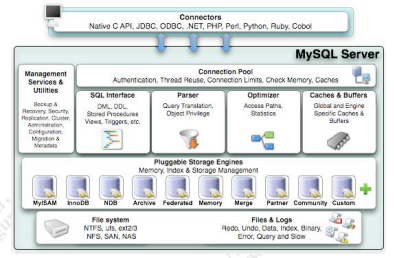 Connectors
Native C API, JDBC, ODBC, .NET, PHP, Perl, Python, Ruby, Cobol
MySQL Server
Management
Services &
Utilities
Backup &
Recovery, Security,
Replication, Cluster,
Administration,
Configuration,
Migration &
Metadata
Connection Pool
Authentication, Thread Reuse, Connection Limits, Check Memory, Caches
SQL Interface
DML, DDL,
Stored Procedures
Views, Triggers, etc.
Parser
Query Translation,
Object Privilege
Optimizer
Access Paths,
Statistics
Caches & Buffers
Global and Engine
Specific Caches &
Buffers
Pluggable Storage Engines
Memory, Index & Storage Management
MyISAM
InnoDB
NDB
Archive
Federated
Memory
Merge
Partner
Community
Custom
File system
NTFS, ufs, ext2/3
NFS, SAN, NAS
Files & Logs
Redo, Undo, Data, Index, Binary,
Error, Query and Slow